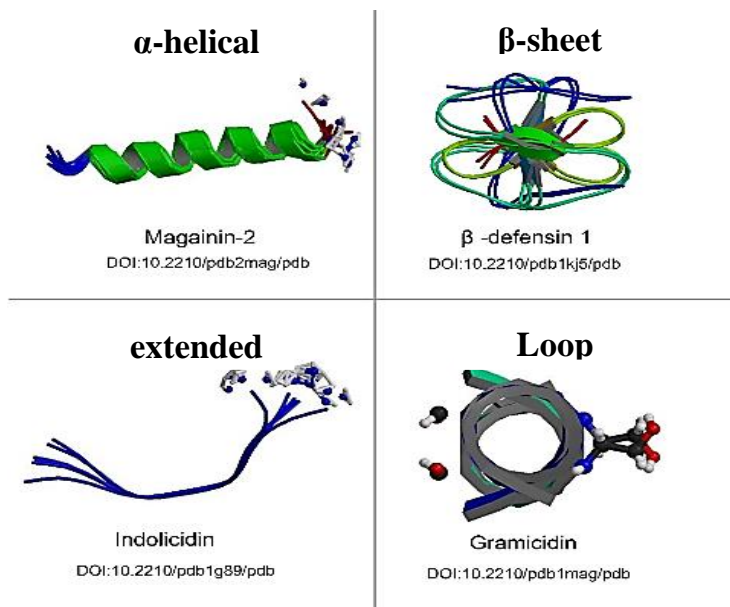 α-helical
Magainin-2
DOI:10.2210/pdb2mag/pdb
β-sheet
β -defensin 1
DOI:10.2210/pdb1kj5/pdb
extended
Indolicidin
DOI:10.2210/pdb1g89/pdb
Loop
Gramicidin
DOI:10.2210/pdb1mag/pdb